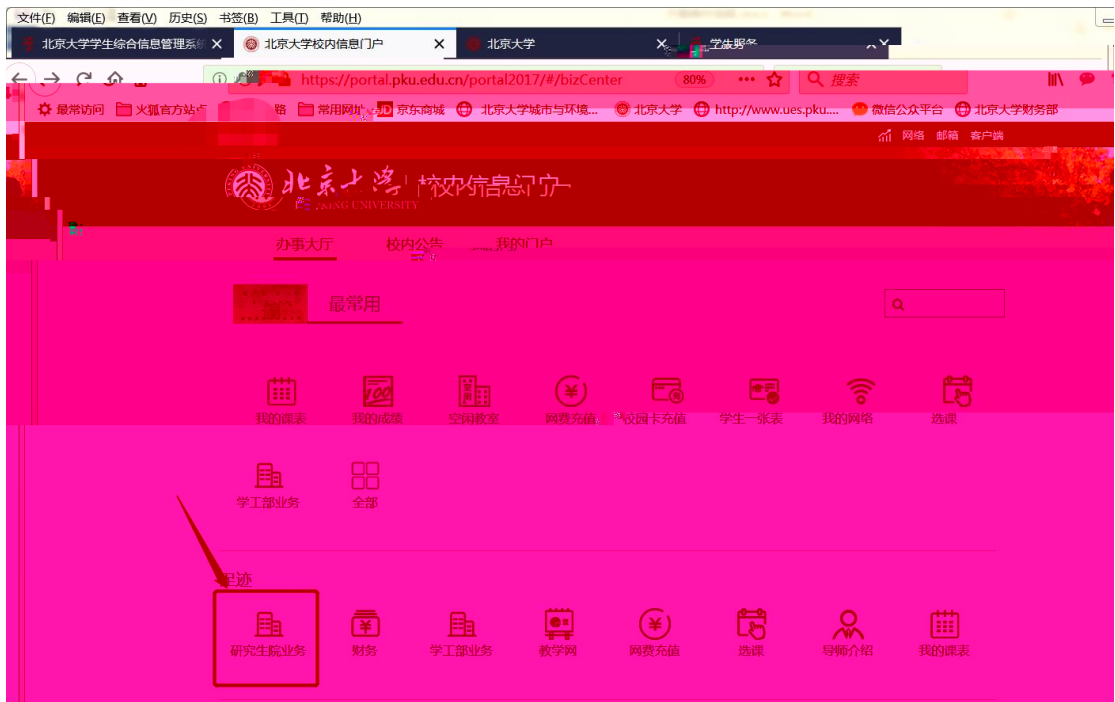 文件(F) 编辑(E) 查看(V) 历史(S) 书签(B) 工具(T) 帮助(H)
北京大学学生综合信息管理系统 北京大学校内信息门户 北京大学
https://portal.pku.edu.cn/portal2017/#/bizCenter 80% 搜索
最常访问 火狐官方站点 常用网址 JD 京东商城 北京大学城市与环境... 北京大学 http://www.ues.pku.... 微信公众平台 北京大学财务部
网络 邮箱 客户端
北京大学 校内信息门户
PEKING UNIVERSITY
办事大厅 校内公告 我的门户
最常用
我的课表 我的成绩 空闲教室 网费充值 校园卡充值 学生一张表 我的网络 选课
学工部业务 全部
足迹
研究生院业务 财务 学工部业务 教学网 网费充值 选课 导师介绍 我的课表